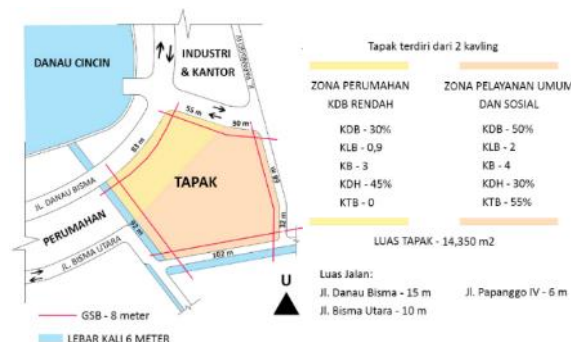 DANAU CINCIN
INDUSTRI
& KANTOR
55 m
90 m
83 m
TAPAK
JL. DANAU BISMA
PERUMAHAN
92 m
32 m
102 m
JL. BISMA UTARA
GSB - 8 meter
LEBAR KALI 6 METER
U
Tapak terdiri dari 2 kavling
ZONA PERUMAHAN
KDB RENDAH
KDB - 30%
KLB - 0,9
KB - 3
KDH - 45%
KTB - 0
ZONA PELAYANAN UMUM
DAN SOSIAL
KDB - 50%
KLB - 2
KB - 4
KDH - 30%
KTB - 55%
LUAS TAPAK - 14,350 m2
Luas Jalan:
Jl. Danau Bisma - 15 m
Jl. Bisma Utara - 10 m
Jl. Papanggo IV - 6 m